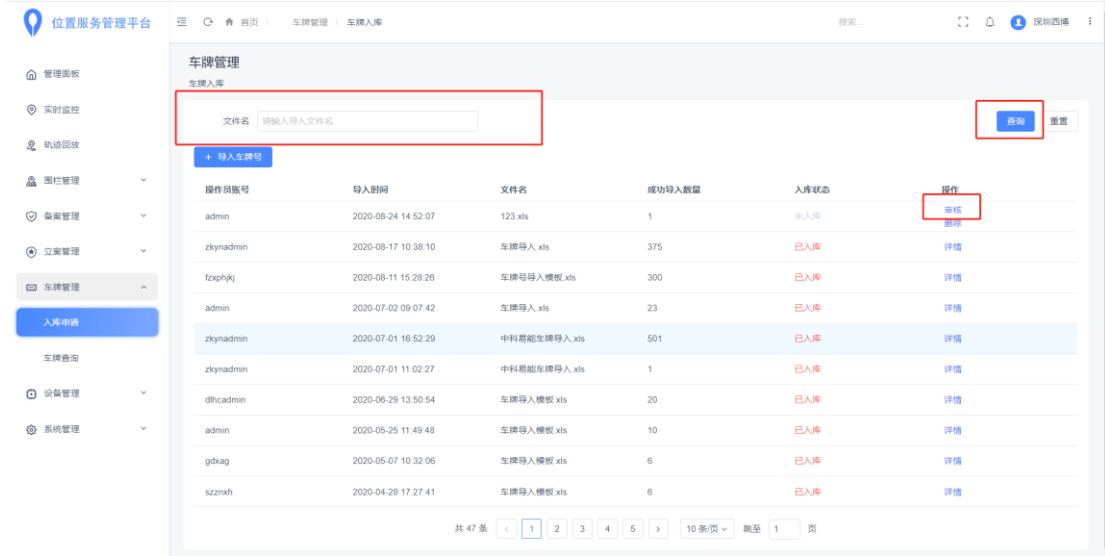 位置服务管理平台
首页 / 车牌管理 / 车牌入库
搜索...
深圳西博
管理面板
实时监控
轨迹回放
围栏管理
备案管理
立案管理
车牌管理
入库申请
车牌查询
设备管理
系统管理
车牌管理
车牌入库
文件名 请输入导入文件名 查询 重置
+ 导入车牌号
操作员账号 导入时间 文件名 成功导入数量 入库状态 操作
admin 2020-08-24 14:52:07 123.xls 1 未入库 审核
删除
zkynadmin 2020-08-17 10:38:10 车牌导入.xls 375 已入库 详情
fzxphjkj 2020-08-11 15:28:26 车牌号导入模板.xls 300 已入库 详情
admin 2020-07-02 09:07:42 车牌导入.xls 23 已入库 详情
zkynadmin 2020-07-01 16:52:29 中科易能车牌导入.xls 501 已入库 详情
zkynadmin 2020-07-01 11:02:27 中科易能车牌导入.xls 1 已入库 详情
dlhcadmin 2020-06-29 13:50:54 车牌导入模板.xls 20 已入库 详情
admin 2020-05-25 11:49:48 车牌导入模板.xls 10 已入库 详情
gdxag 2020-05-07 10:32:06 车牌导入模板.xls 6 已入库 详情
szznxh 2020-04-28 17:27:41 车牌导入模板.xls 6 已入库 详情
共 47 条 < 1 2 3 4 5 > 10 条/页 跳至 1 页